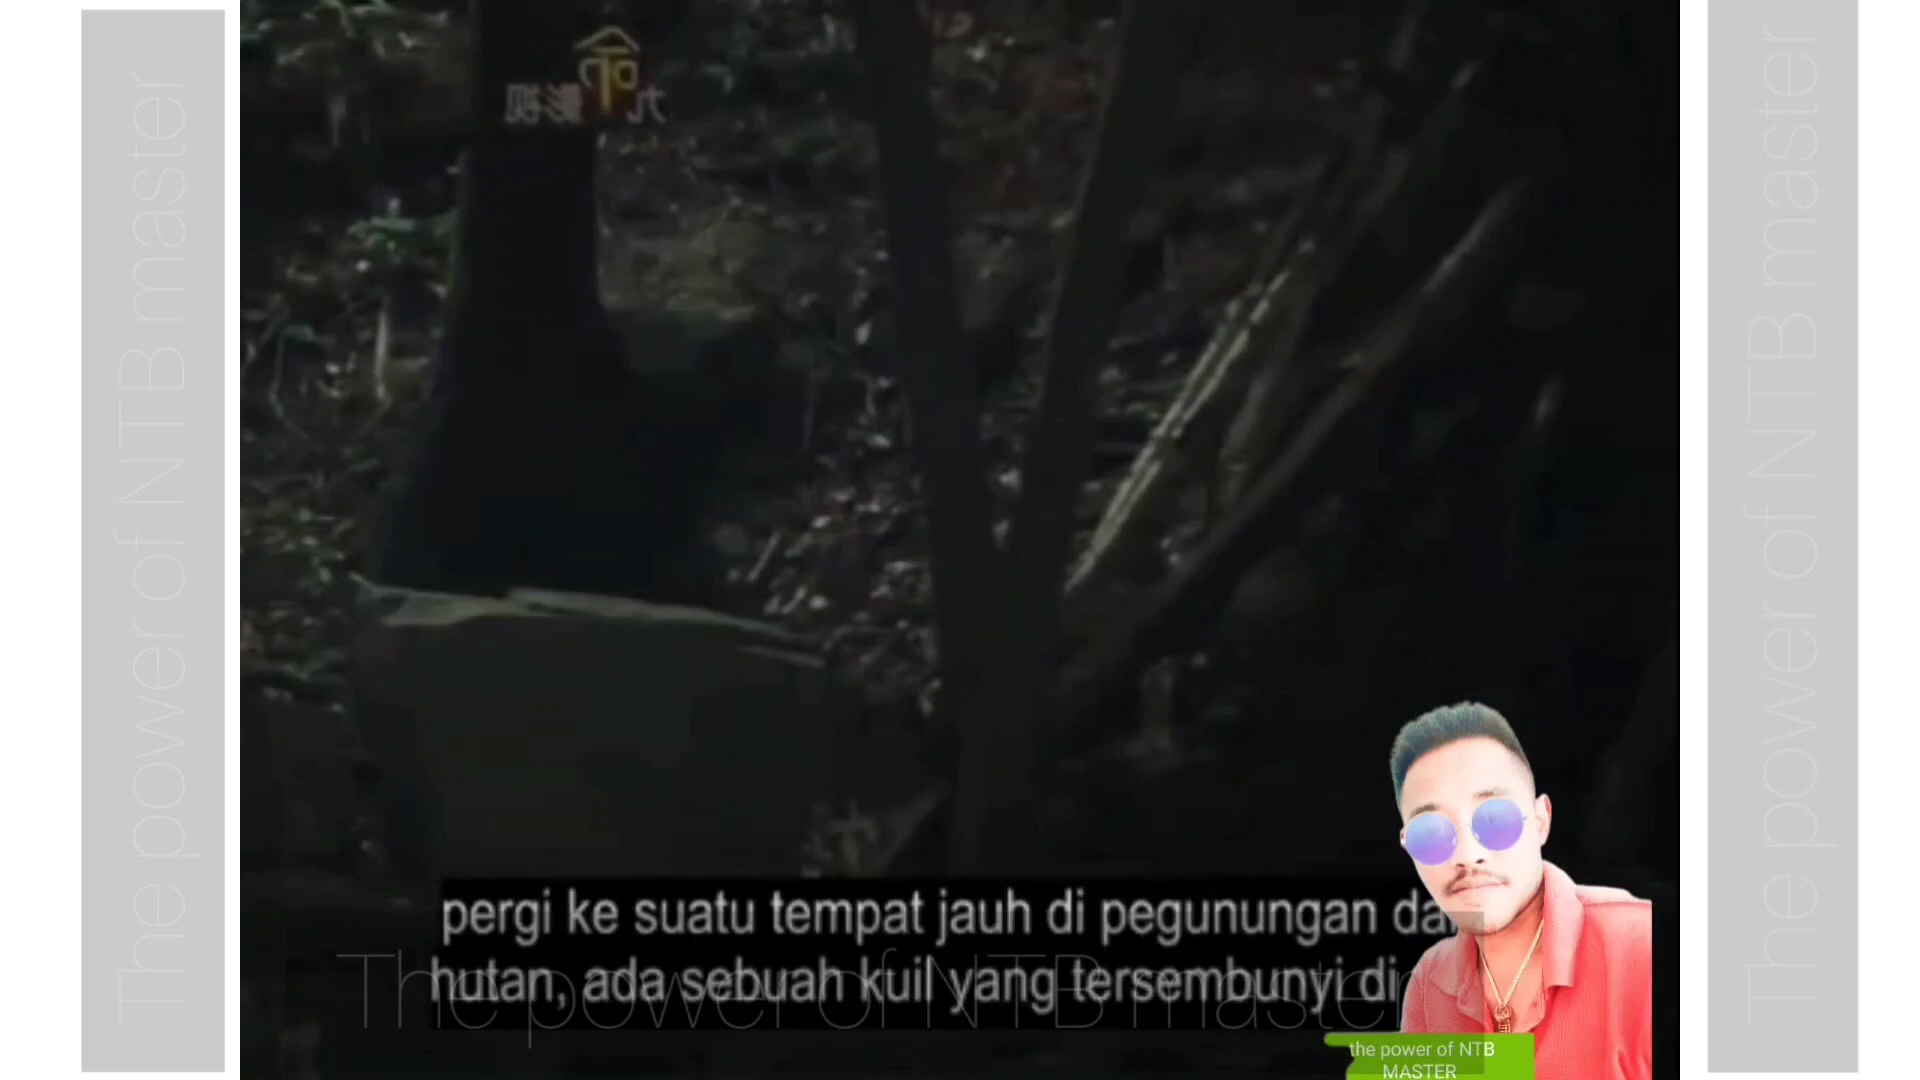 The power of NTB master
The power of NTB master
pergi ke suatu tempat jauh di pegunungan
hutan, ada sebuah kuil yang tersembunyi di
The power of NTB master
the power of NTB
MASTER